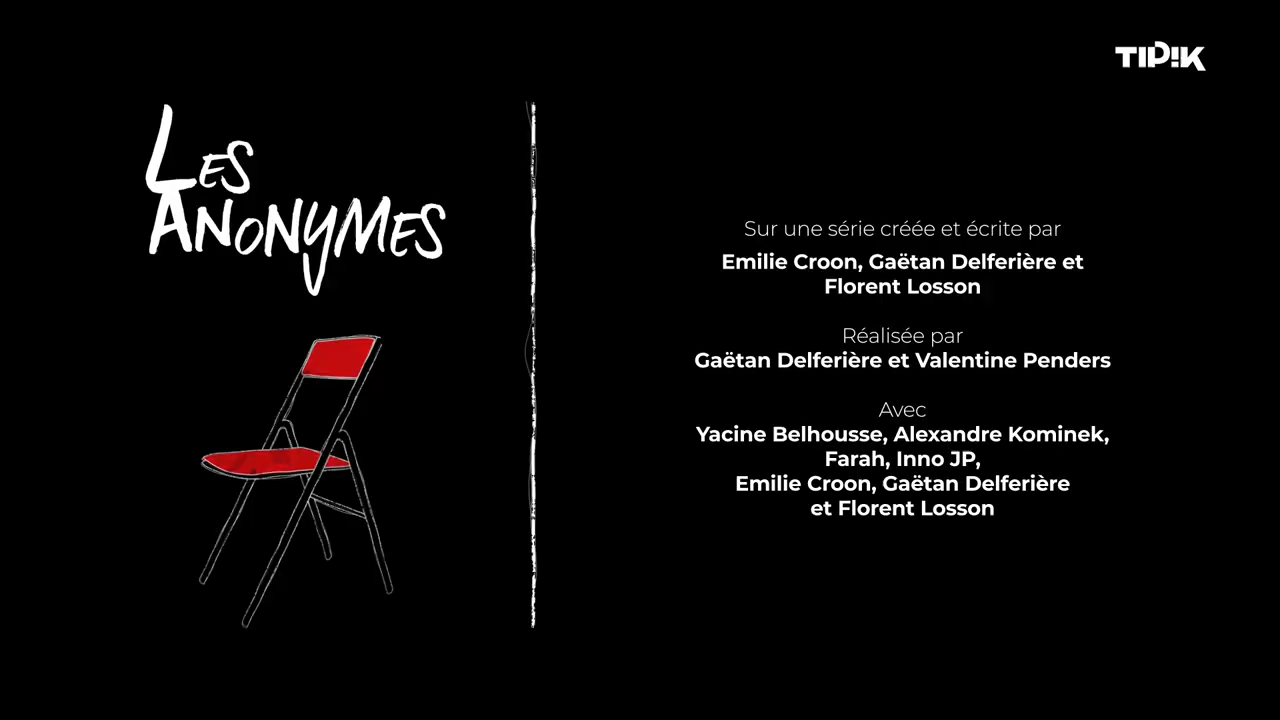 TIPIK
LES
ANONYMES
Sur une série créée et écrite par
Emilie Croon, Gaëtan Delferière et
Florent Losson
Réalisée par
Gaëtan Delferière et Valentine Penders
Avec
Yacine Belhousse, Alexandre Kominek,
Farah, Inno JP,
Emilie Croon, Gaëtan Delferière
et Florent Losson